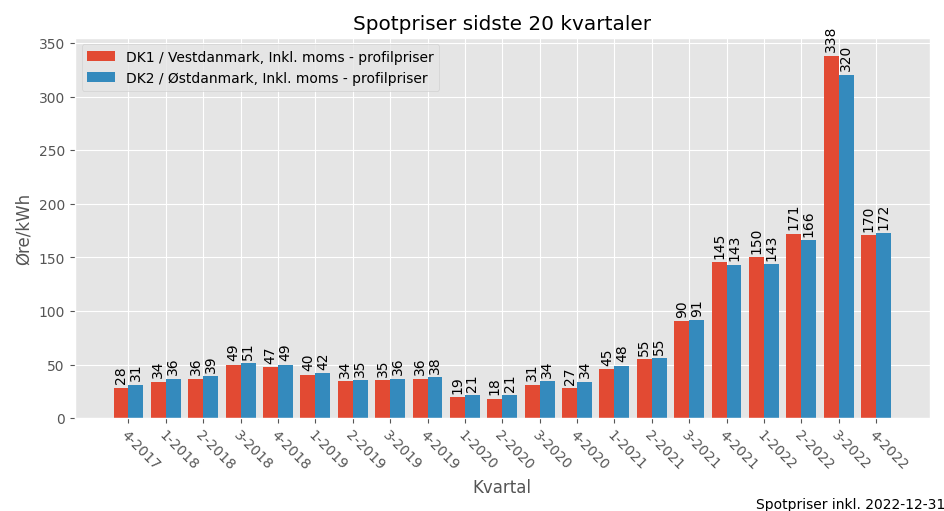 Spotpriser sidste 20 kvartaler
DK1 / Vestdanmark, Inkl. moms - profilpriser
DK2 / Østdanmark, Inkl. moms - profilpriser
Øre/kWh
350
300
250
200
150
100
50
0
28 31 34 36 36 39 49 51 47 49 40 42 34 35 35 36 36 38 19 21 18 21 31 34 27 34 45 48 55 55 90 91 145 143 150 143 171 166 338 320 170 172
4-2017 1-2018 2-2018 3-2018 4-2018 1-2019 2-2019 3-2019 4-2019 1-2020 2-2020 3-2020 4-2020 1-2021 2-2021 3-2021 4-2021 1-2022 2-2022 3-2022 4-2022
Kvartal
Spotpriser inkl. 2022-12-31